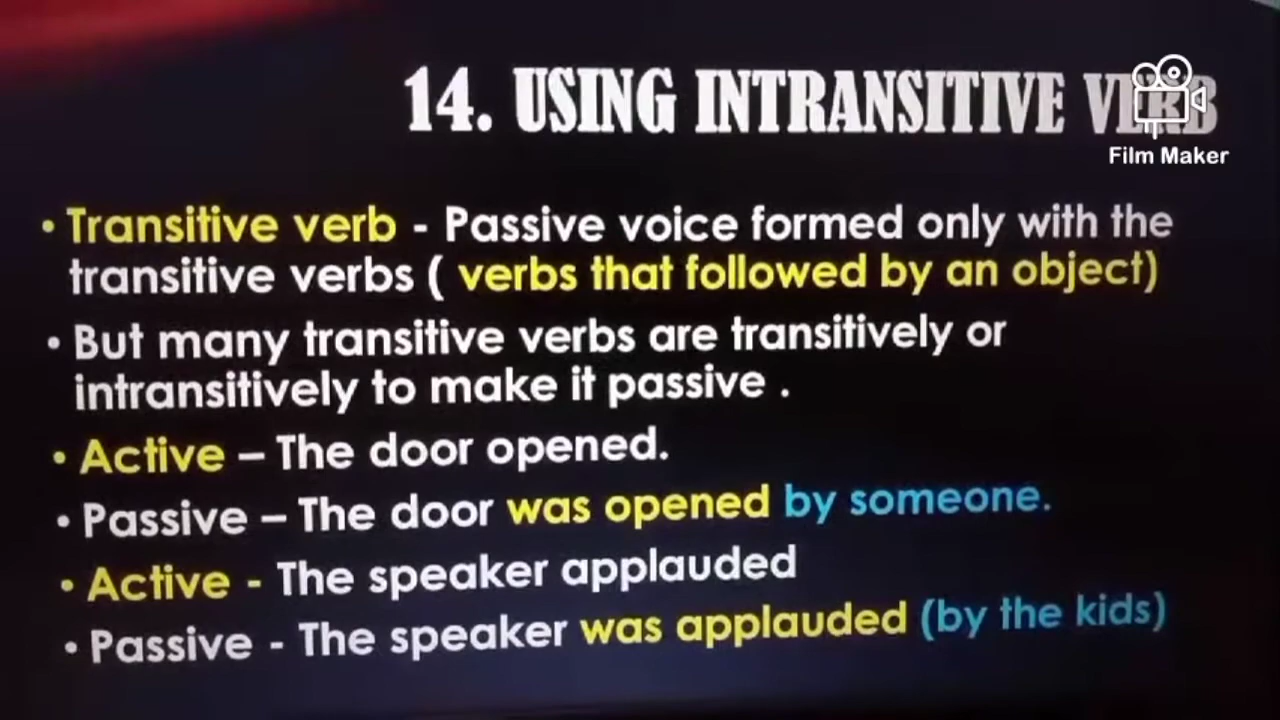 14. USING INTRANSITIVE VERB
Film Maker
• Transitive verb - Passive voice formed only with the
transitive verbs ( verbs that followed by an object)
• But many transitive verbs are transitively or
intransitively to make it passive .
• Active – The door opened.
• Passive – The door was opened by someone.
• Active - The speaker applauded
• Passive - The speaker was applauded (by the kids)